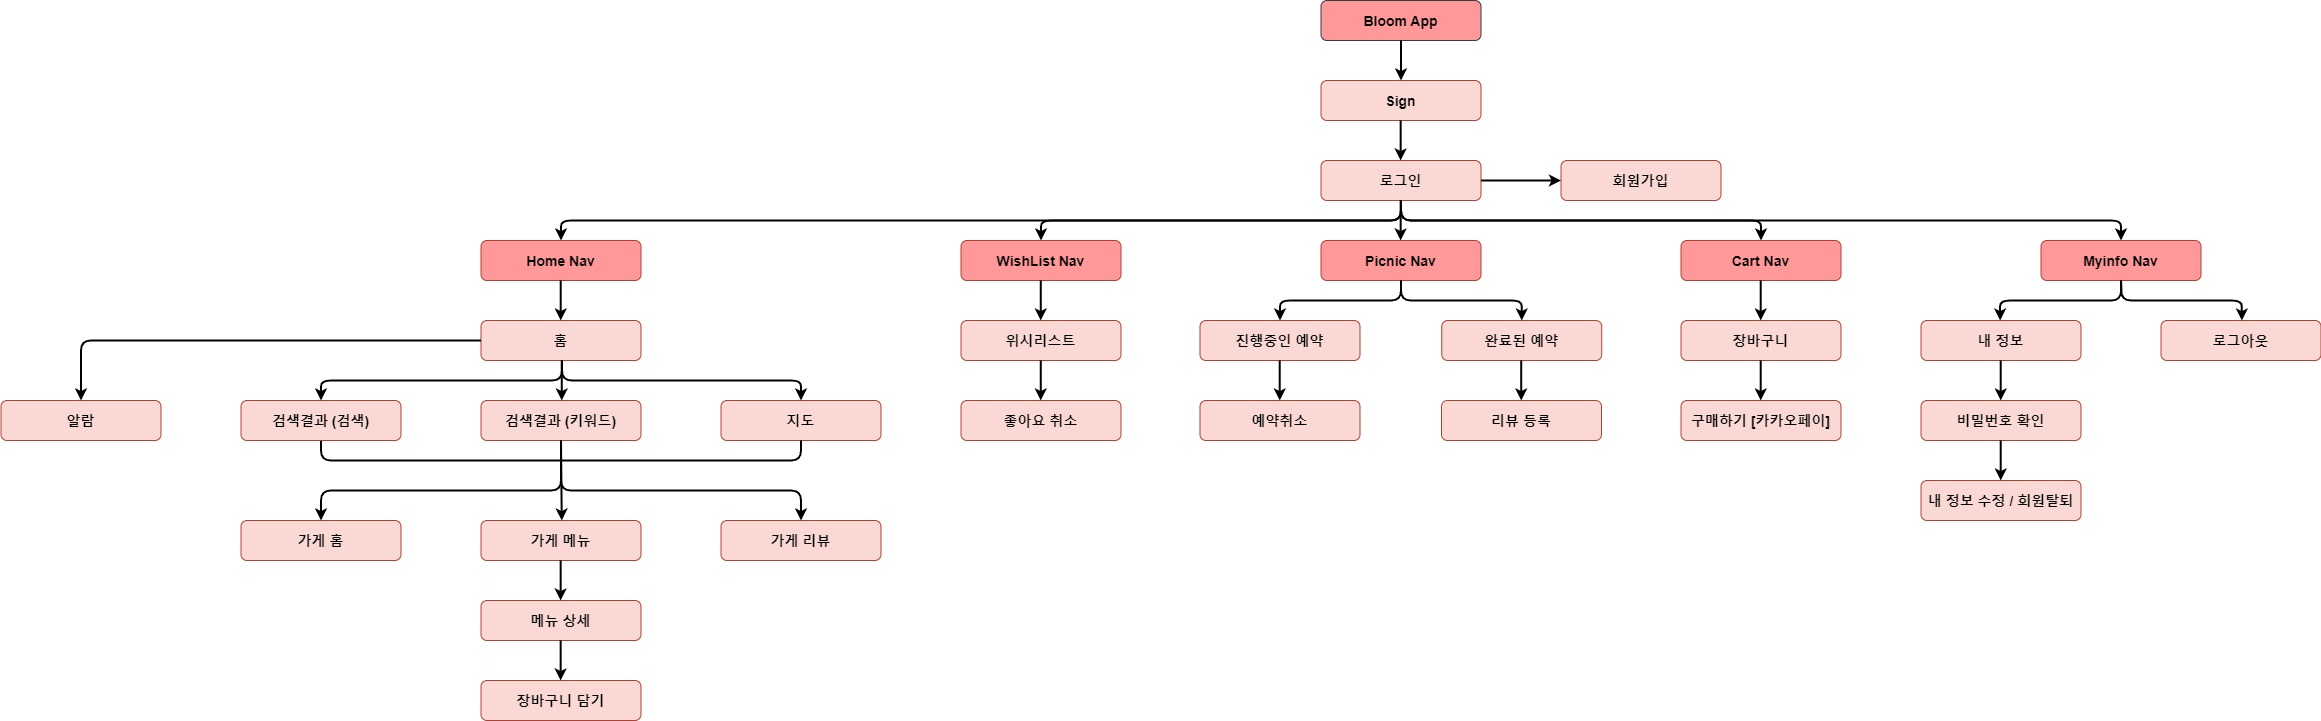 Bloom App
Sign
로그인
회원가입
Home Nav
WishList Nav
Picnic Nav
Cart Nav
Myinfo Nav
홈
위시리스트
진행중인 예약
완료된 예약
장바구니
내 정보
로그아웃
알람
검색결과 (검색)
검색결과 (키워드)
지도
좋아요 취소
예약취소
리뷰 등록
구매하기 [카카오페이]
비밀번호 확인
내 정보 수정 / 회원탈퇴
가게 홈
가게 메뉴
가게 리뷰
메뉴 상세
장바구니 담기